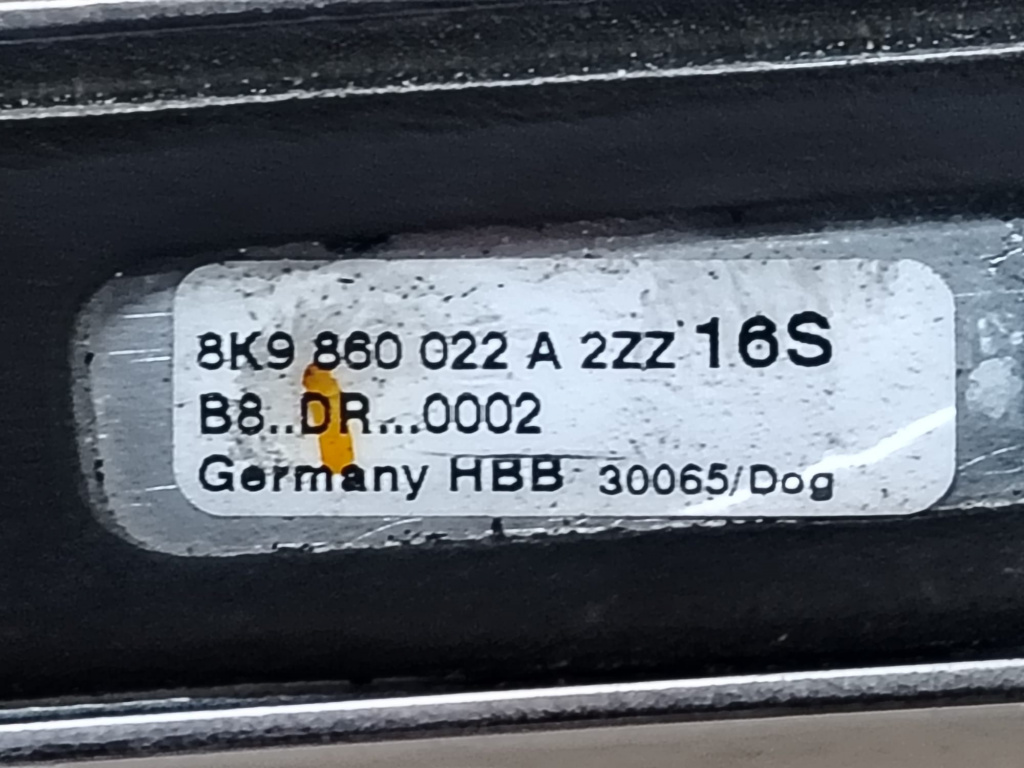 8K9 860 022 A 2ZZ 16S
B8..DR...0002
Germany HBB 30065/Dog